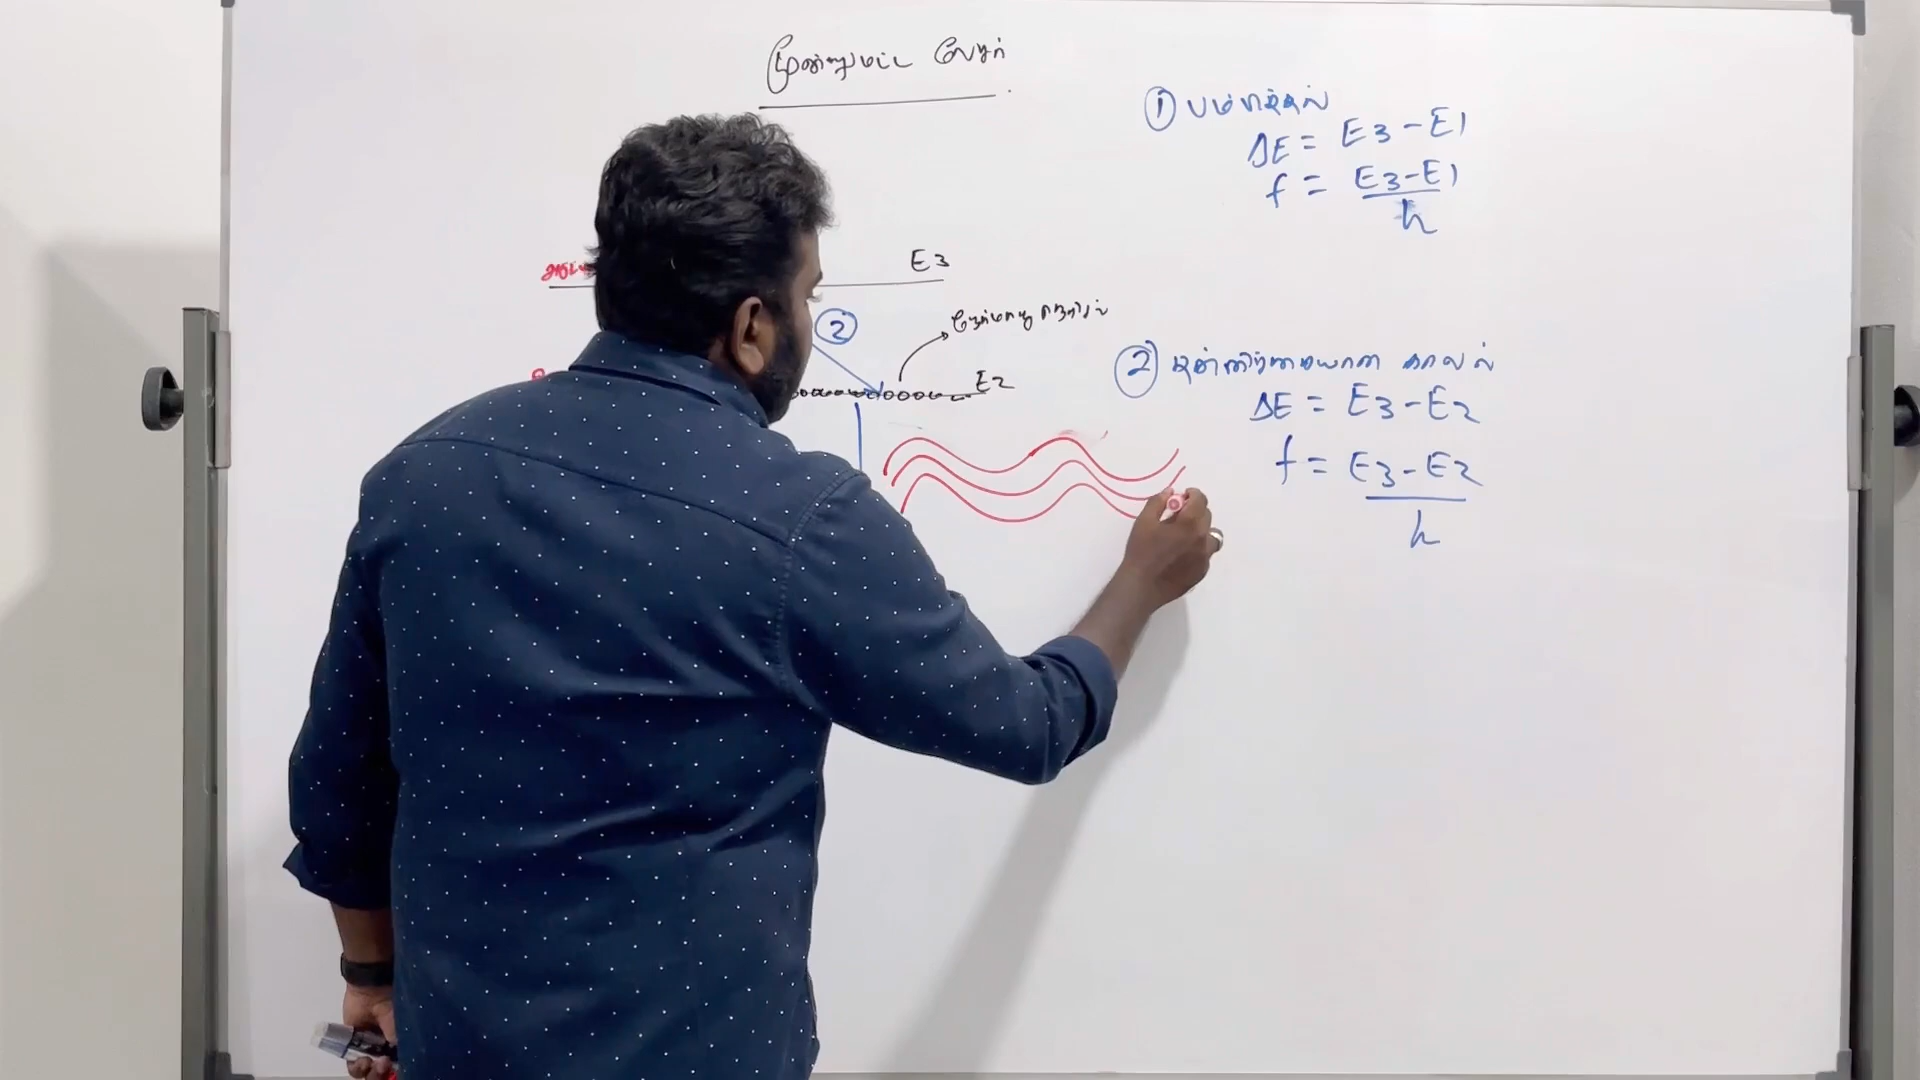 மூன்றுமட்ட லேசர்
① பம்பித்தல்
ΔE = E3 - E1
f = E3 - E1
h
E3
②
நேர்மாறு
E2
② தன்னிச்சையான காலல்
ΔE = E3 - E2
f = E3 - E2
h